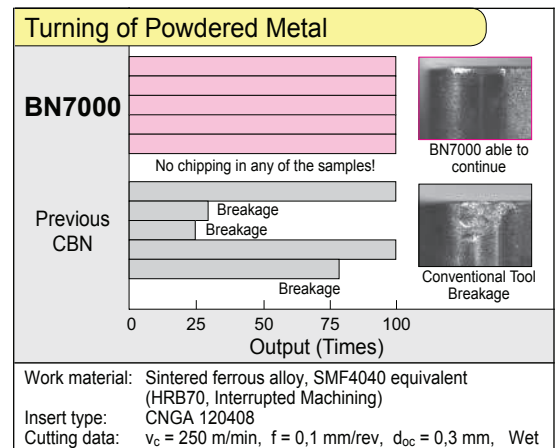 Turning of Powdered Metal
BN7000
No chipping in any of the samples!
BN7000 able to
continue
Previous
CBN
Breakage
Breakage
Breakage
Conventional Tool
Breakage
0 25 50 75 100
Output (Times)
Work material: Sintered ferrous alloy, SMF4040 equivalent
(HRB70, Interrupted Machining)
Insert type: CNGA 120408
Cutting data: vc = 250 m/min, f = 0,1 mm/rev, doc = 0,3 mm, Wet